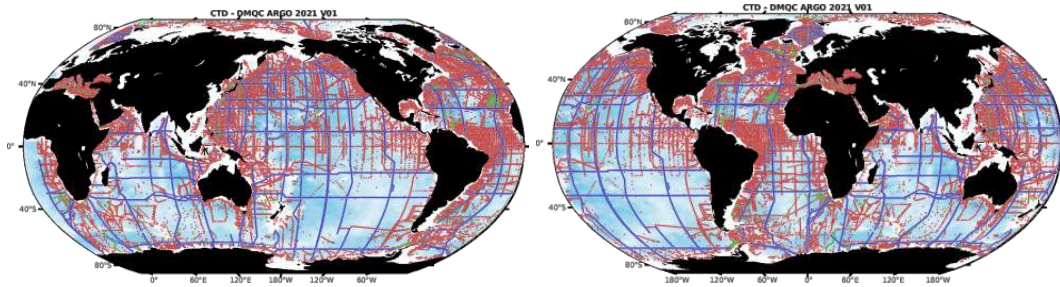 CTD - DMQC ARGO 2021 V01
80°N
40°N
0°
40°S
80°S
0° 60°E 120°E 180°W 120°W 60°W
CTD - DMQC ARGO 2021 V01
80°N
40°N
0°
40°S
80°S
180°W 120°W 60°W 0° 60°E 120°E 180°W